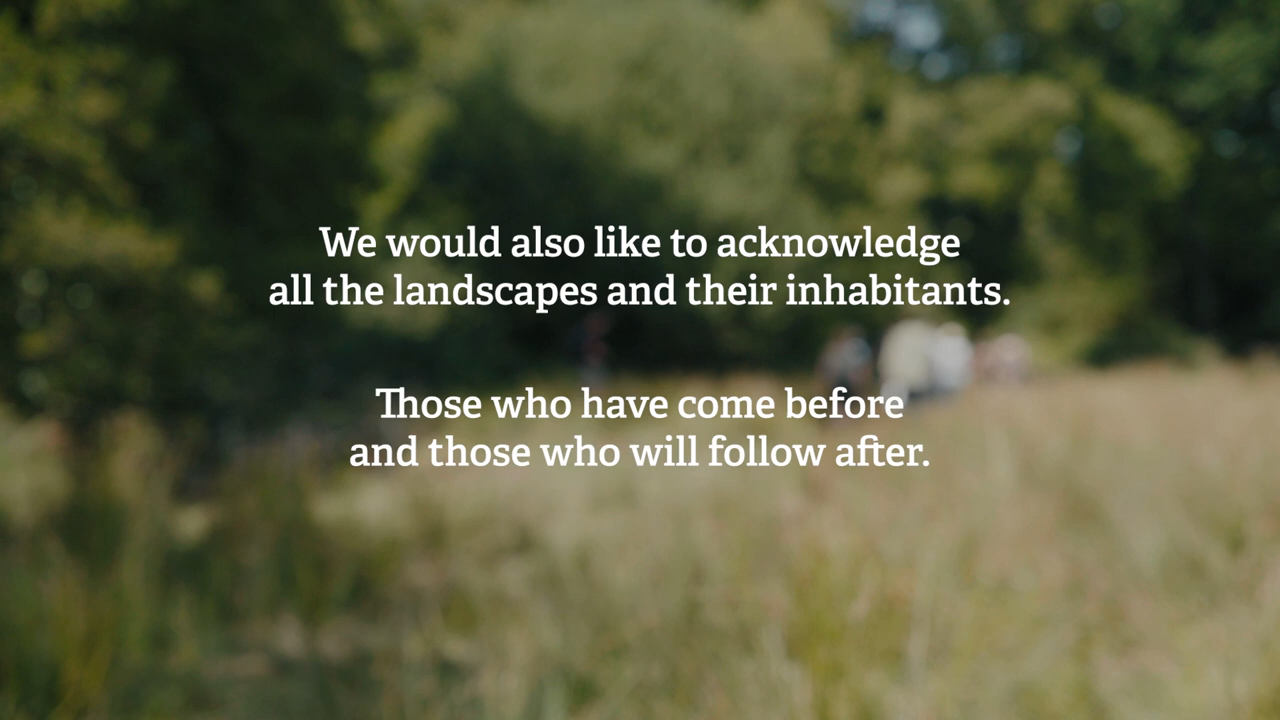 We would also like to acknowledge
all the landscapes and their inhabitants.
Those who have come before
and those who will follow after.